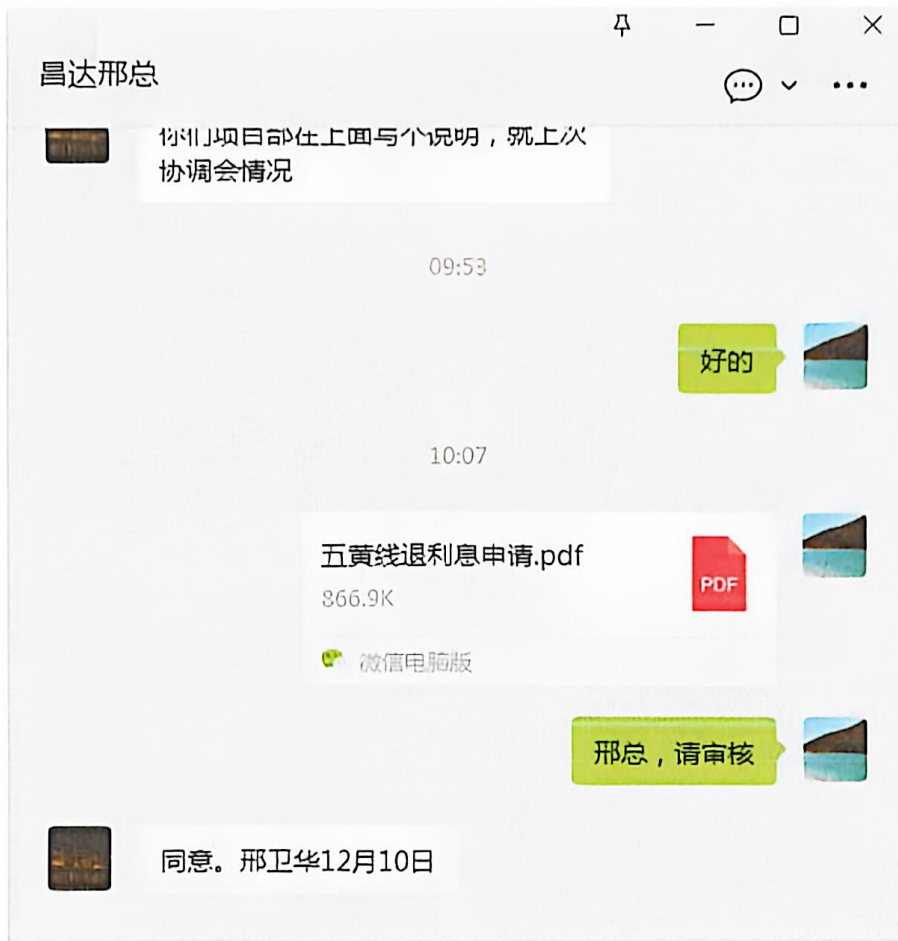 昌达邢总
你们项目部在上面写个说明，就上次
协调会情况
09:53
好的
10:07
五黄线退利息申请.pdf
866.9K
PDF
微信电脑版
邢总，请审核
同意。邢卫华12月10日